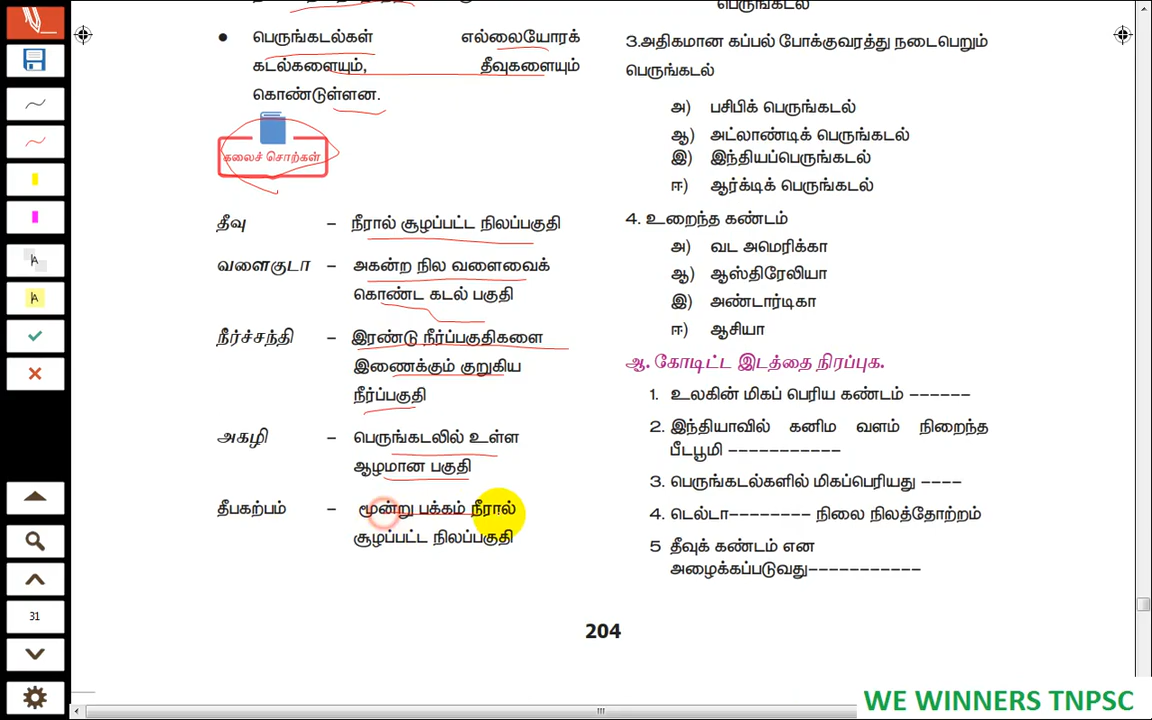 பெருங்கடல்கள் எல்லையோரக்
கடல்களையும், தீவுகளையும்
கொண்டுள்ளன.
கலைச் சொற்கள்
தீவு – நீரால் சூழப்பட்ட நிலப்பகுதி
வளைகுடா – அகன்ற நில வளைவைக்
கொண்ட கடல் பகுதி
நீர்ச்சந்தி – இரண்டு நீர்ப்பகுதிகளை
இணைக்கும் குறுகிய
நீர்ப்பகுதி
அகழி – பெருங்கடலில் உள்ள
ஆழமான பகுதி
தீபகற்பம் – மூன்று பக்கம் நீரால்
சூழப்பட்ட நிலப்பகுதி
பெருங்கடல்
3.அதிகமான கப்பல் போக்குவரத்து நடைபெறும்
பெருங்கடல்
அ) பசிபிக் பெருங்கடல்
ஆ) அட்லாண்டிக் பெருங்கடல்
இ) இந்தியப்பெருங்கடல்
ஈ) ஆர்க்டிக் பெருங்கடல்
4. உறைந்த கண்டம்
அ) வட அமெரிக்கா
ஆ) ஆஸ்திரேலியா
இ) அண்டார்டிகா
ஈ) ஆசியா
ஆ. கோடிட்ட இடத்தை நிரப்புக.
1. உலகின் மிகப் பெரிய கண்டம் ------
2. இந்தியாவில் கனிம வளம் நிறைந்த
பீடபூமி -----------
3. பெருங்கடல்களில் மிகப்பெரியது ----
4. டெல்டா-------- நிலை நிலத்தோற்றம்
5 தீவுக் கண்டம் என
அழைக்கப்படுவது-----------
204
31
WE WINNERS TNPSC